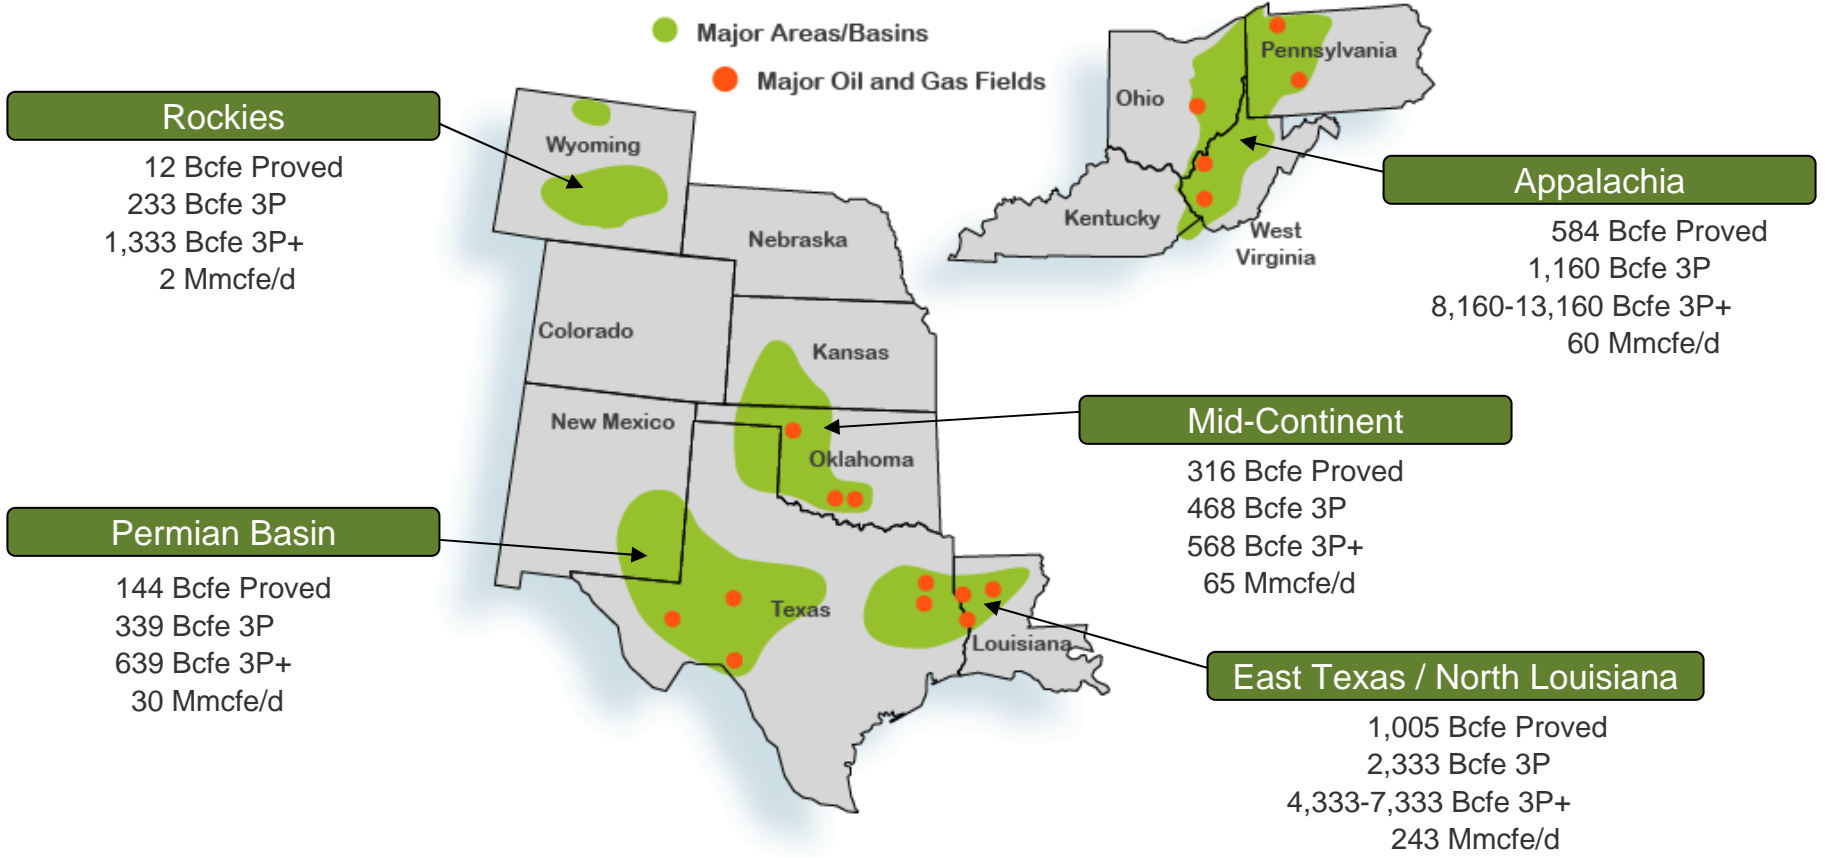 Major Areas/Basins
Major Oil and Gas Fields
Rockies
12 Bcfe Proved
233 Bcfe 3P
1,333 Bcfe 3P+
2 Mmcfe/d
Permian Basin
144 Bcfe Proved
339 Bcfe 3P
639 Bcfe 3P+
30 Mmcfe/d
Wyoming
Nebraska
Colorado
Kansas
New Mexico
Oklahoma
Texas
Louisiana
Pennsylvania
Ohio
Kentucky
West
Virginia
Appalachia
584 Bcfe Proved
1,160 Bcfe 3P
8,160-13,160 Bcfe 3P+
60 Mmcfe/d
Mid-Continent
316 Bcfe Proved
468 Bcfe 3P
568 Bcfe 3P+
65 Mmcfe/d
East Texas / North Louisiana
1,005 Bcfe Proved
2,333 Bcfe 3P
4,333-7,333 Bcfe 3P+
243 Mmcfe/d